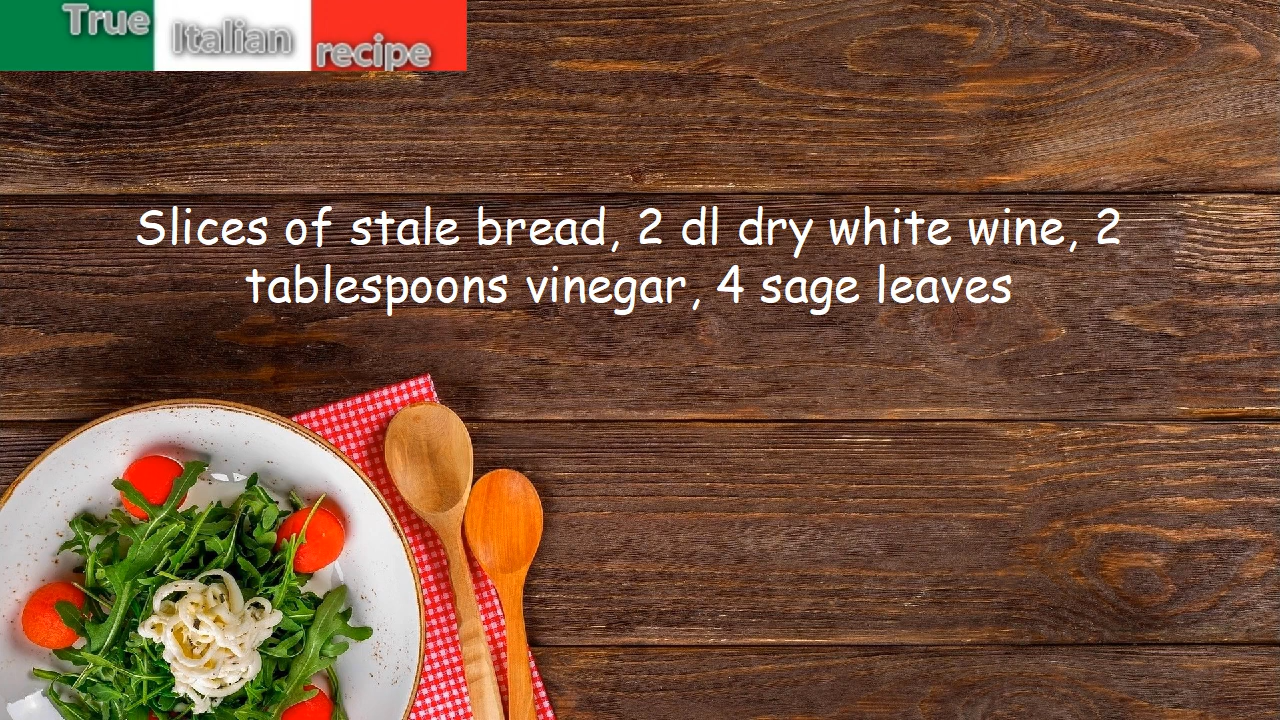 True Italian recipe
Slices of stale bread, 2 dl dry white wine, 2
tablespoons vinegar, 4 sage leaves